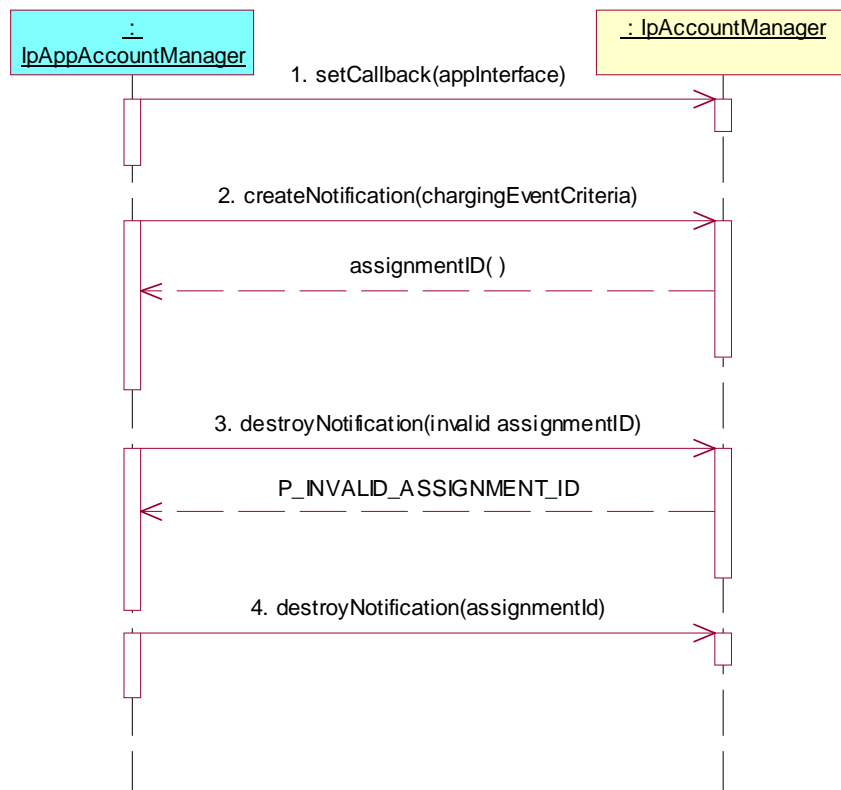 :
IpAppAccountManager
: IpAccountManager
1. setCallback(appInterface)
2. createNotification(chargingEventCriteria)
assignmentID( )
3. destroyNotification(invalid assignmentID)
P_INVALID_ASSIGNMENT_ID
4. destroyNotification(assignmentId)